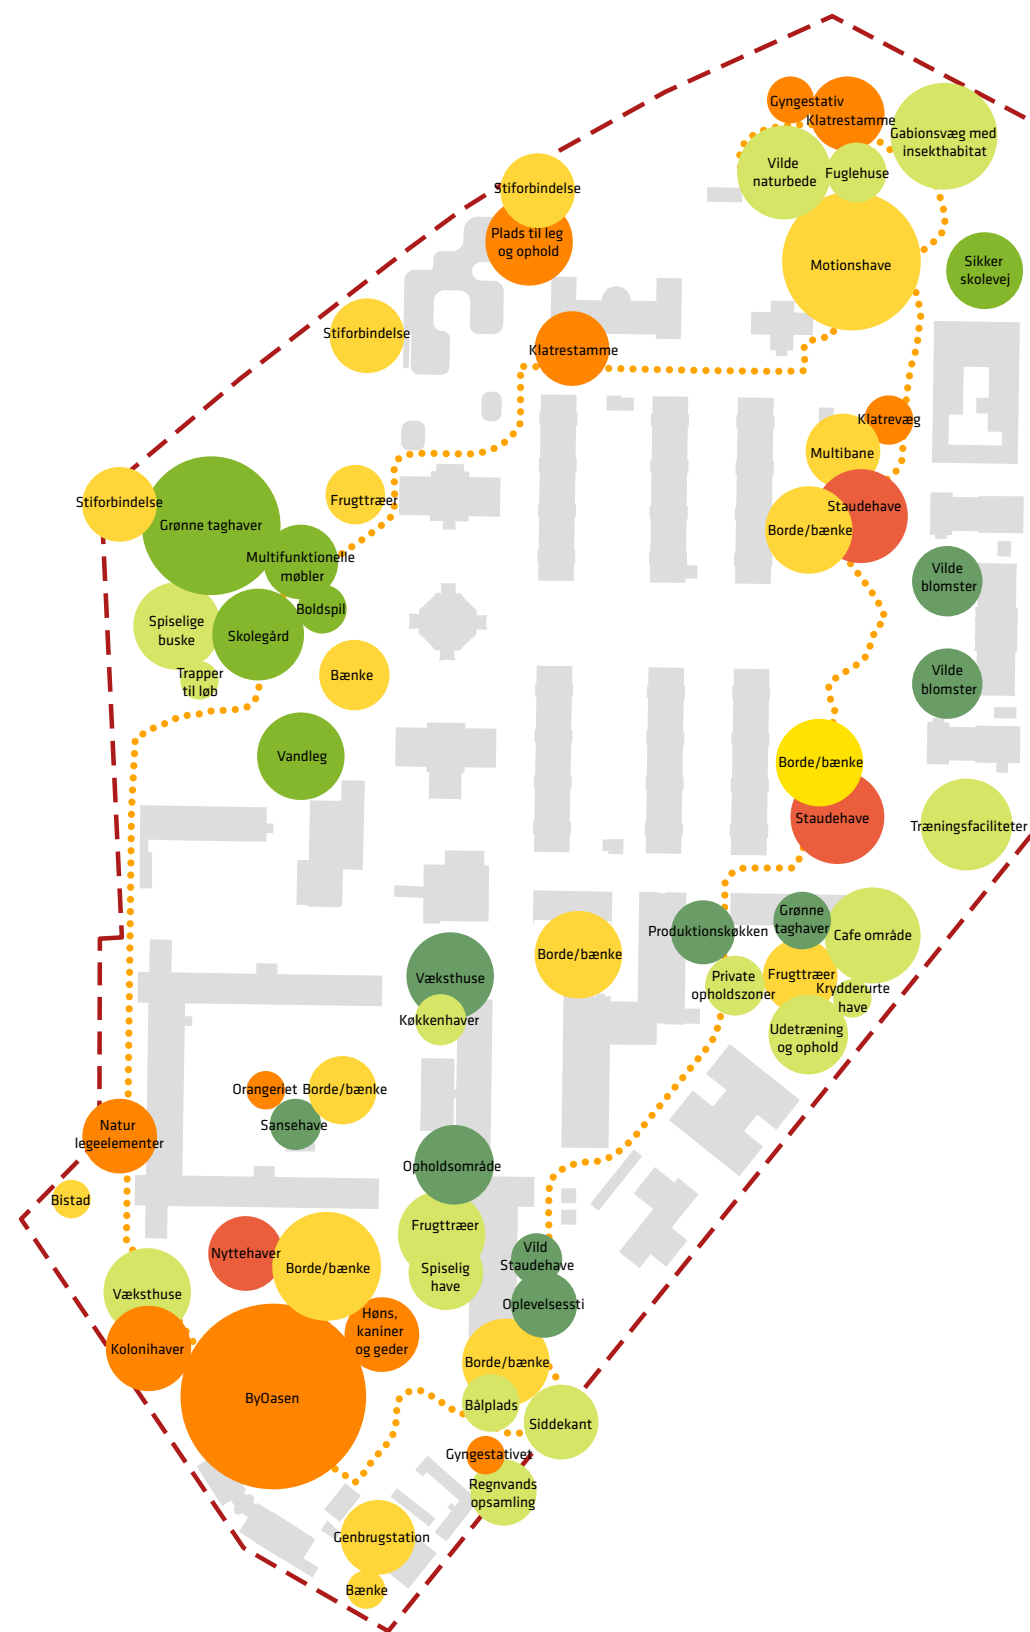 Gyngestativ
Klatrestamme
Gabionsvæg med
insekthabitat
Vilde
naturbede
Fuglehuse
Stiforbindelse
Plads til leg
og ophold
Motionshave
Sikker
skolevej
Stiforbindelse
Klatrestamme
Klatrevæg
Multibane
Stiforbindelse
Grønne taghaver
Frugttræer
Staudehave
Borde/bænke
Multifunktionelle
møbler
Vilde
blomster
Boldspil
Spiselige
buske
Skolegård
Trapper
til løb
Bænke
Vilde
blomster
Vandleg
Borde/bænke
Staudehave
Træningsfaciliteter
Produktionskøkken
Grønne
taghaver
Cafe område
Borde/bænke
Væksthuse
Private
opholdszoner
Frugttræer
Krydderurte
have
Køkkenhaver
Udetræning
og ophold
Orangeriet
Borde/bænke
Sansehave
Natur
legeelementer
Opholdsområde
Bistad
Frugttræer
Nyttehaver
Borde/bænke
Spiselig
have
Vild
Staudehave
Væksthuse
Oplevelsessti
Høns,
kaniner
og geder
Kolonihaver
Borde/bænke
ByOasen
Bålplads
Siddekant
Gyngestativet
Regnvands
opsamling
Genbrugstation
Bænke